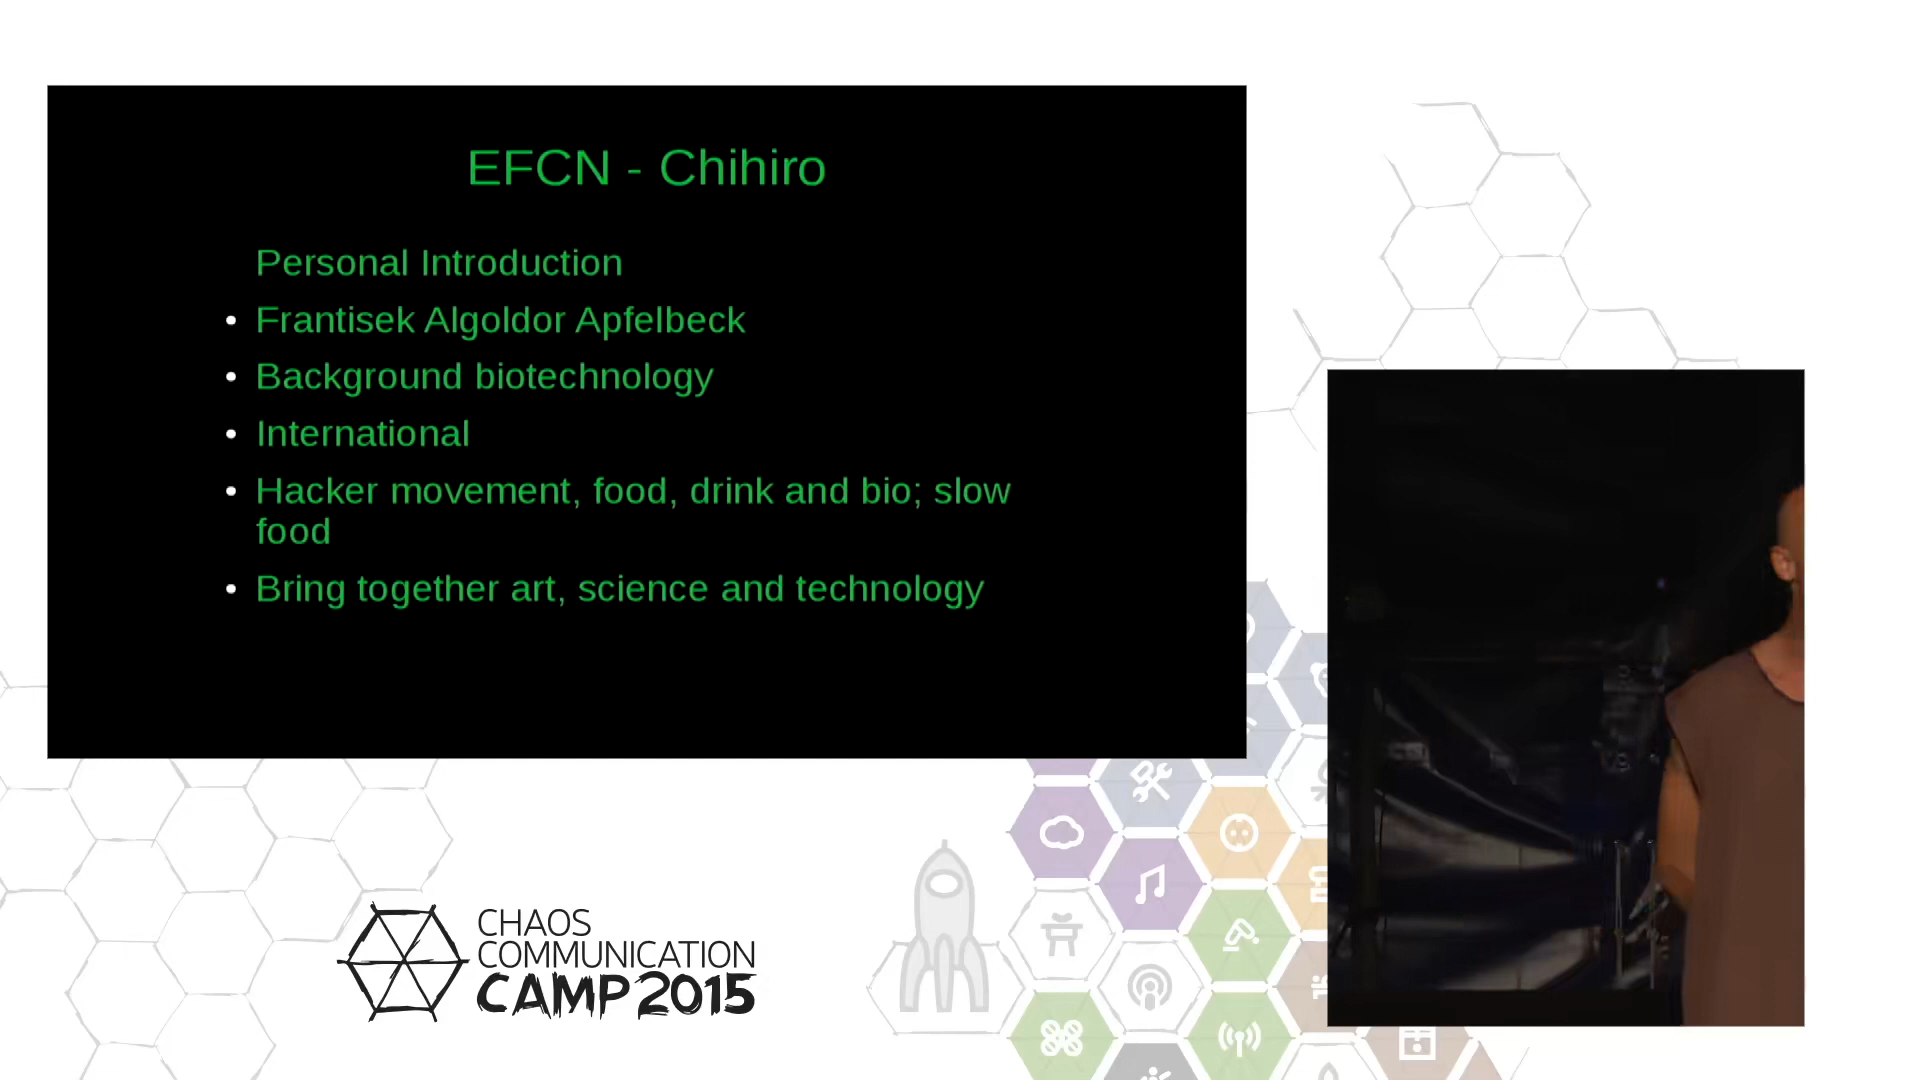 EFCN - Chihiro
Personal Introduction
• Frantisek Algoldor Apfelbeck
• Background biotechnology
• International
• Hacker movement, food, drink and bio; slow
food
• Bring together art, science and technology
CHAOS
COMMUNICATION
CAMP 2015